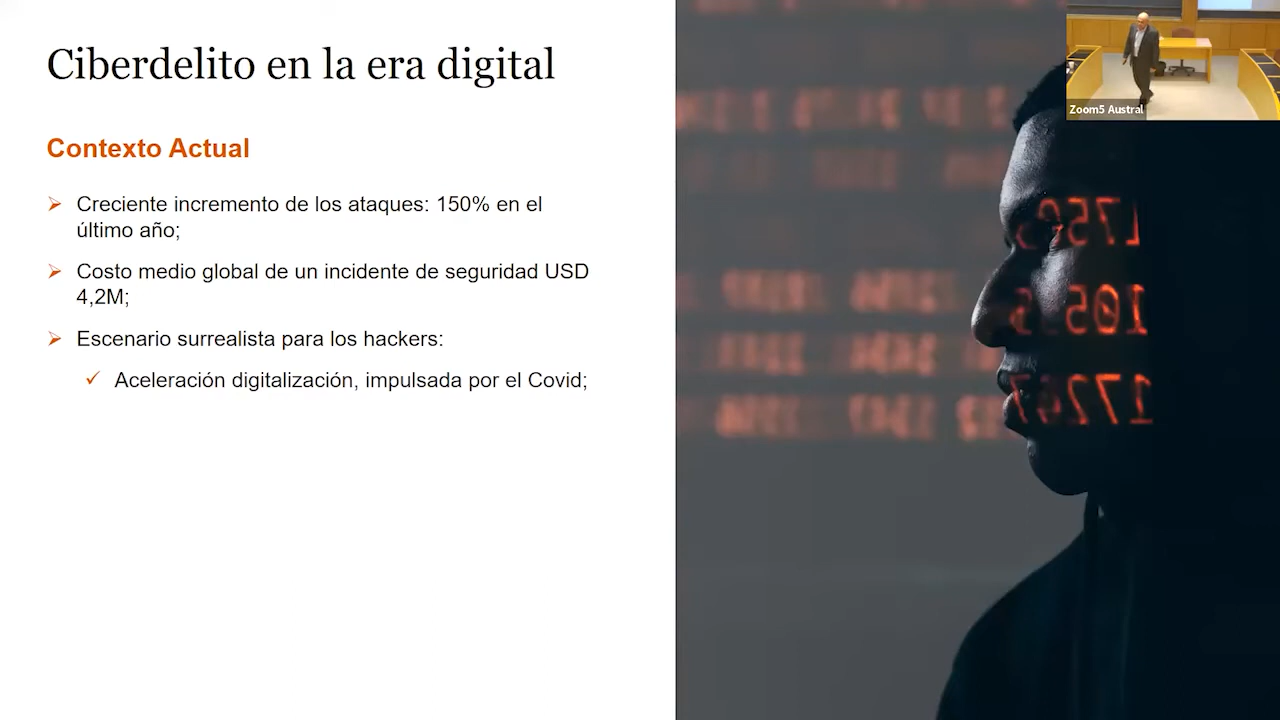 Ciberdelito en la era digital
Contexto Actual
Creciente incremento de los ataques: 150% en el
último año;
Costo medio global de un incidente de seguridad USD
4,2M;
Escenario surrealista para los hackers:
Aceleración digitalización, impulsada por el Covid;
Zoom5 Austral